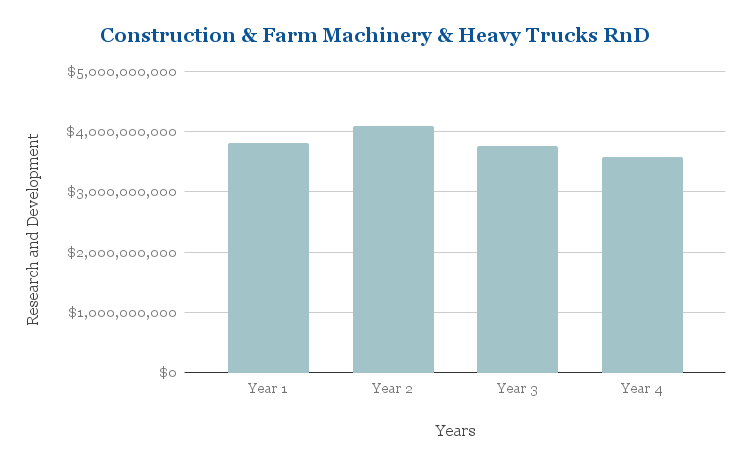 Construction & Farm Machinery & Heavy Trucks RnD
Research and Development
$5,000,000,000
$4,000,000,000
$3,000,000,000
$2,000,000,000
$1,000,000,000
$0
Year 1
Year 2
Year 3
Year 4
Years